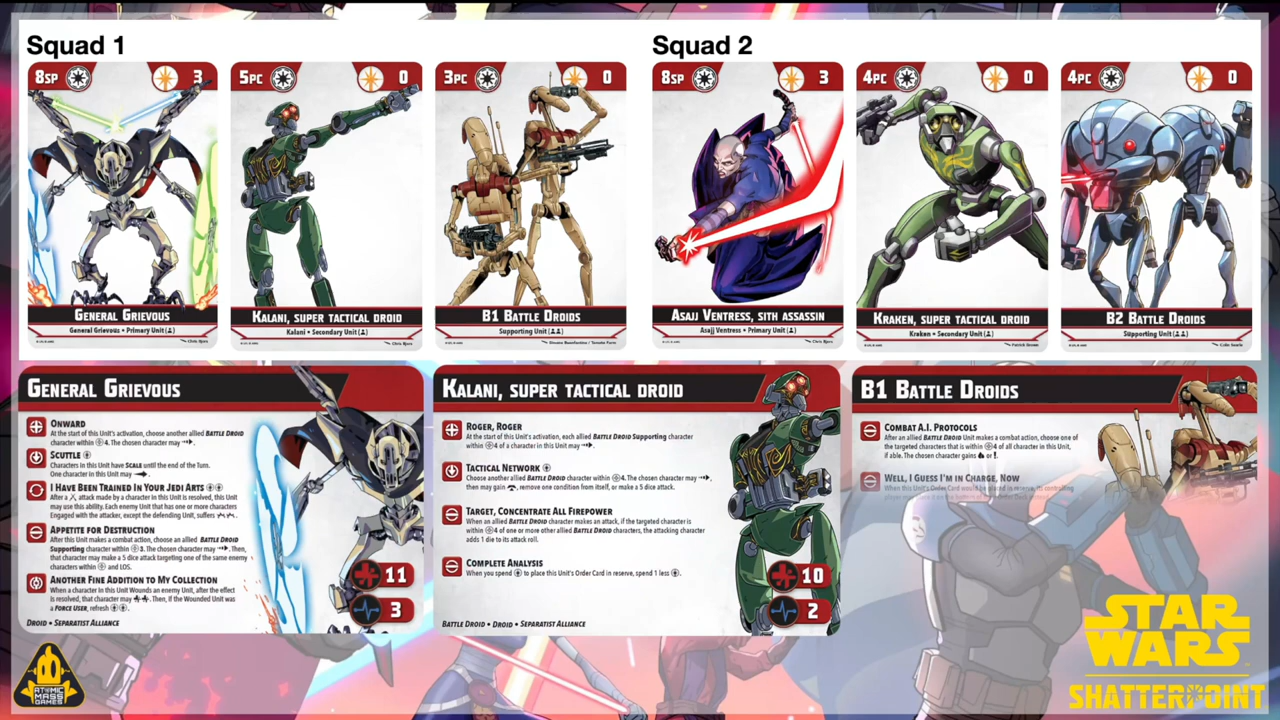 Squad 1
Squad 2
8SP
3
5PC
0
3PC
0
8SP
3
4PC
0
4PC
0
GENERAL GRIEVOUS
General Grievous • Primary Unit
KALANI, SUPER TACTICAL DROID
Kalani • Secondary Unit
B1 BATTLE DROIDS
Supporting Unit
ASAJJ VENTRESS, SITH ASSASSIN
Asajj Ventress • Primary Unit
KRAKEN, SUPER TACTICAL DROID
Kraken • Secondary Unit
B2 BATTLE DROIDS
Supporting Unit
GENERAL GRIEVOUS
ONWARD
At the start of this Unit's activation, choose another allied BATTLE DROID
character within 4. The chosen character may
SCUTTLE
Characters in this Unit have SCALE until the end of the Turn.
One character in this Unit may
I HAVE BEEN TRAINED IN YOUR JEDI ARTS
After a attack made by a character in this Unit is resolved, this Unit
may use this ability. Each enemy Unit that has one or more characters
Engaged with the attacker, except the defending Unit, suffers
APPETITE FOR DESTRUCTION
After this Unit makes a combat action, choose an allied BATTLE DROID
Supporting character within 3. The chosen character may Then,
that character may make a 5 dice attack targeting one of the same enemy
characters within and LOS.
ANOTHER FINE ADDITION TO MY COLLECTION
When a character in this Unit Wounds an enemy Unit, after the effect
is resolved, that character may Then, if the Wounded Unit was
a FORCE USER, refresh
11
3
DROID • SEPARATIST ALLIANCE
KALANI, SUPER TACTICAL DROID
ROGER, ROGER
At the start of this Unit's activation, each allied BATTLE DROID Supporting character
within 4 of a character in this Unit may
TACTICAL NETWORK
Choose another allied BATTLE DROID character within 4. The chosen character may
then may gain , remove one condition from itself, or make a 5 dice attack.
TARGET, CONCENTRATE ALL FIREPOWER
When an allied BATTLE DROID character makes an attack, if the targeted character is
within 4 of one or more other allied BATTLE DROID characters, the attacking character
adds 1 die to its attack roll.
COMPLETE ANALYSIS
When you spend to place this Unit's Order Card in reserve, spend 1 less
10
2
BATTLE DROID • DROID • SEPARATIST ALLIANCE
B1 BATTLE DROIDS
COMBAT A.I. PROTOCOLS
After an allied BATTLE DROID Unit makes a combat action, choose one of
the targeted characters that is within 4 of all character in this Unit,
if able. The chosen character gains or
WELL, I GUESS I'M IN CHARGE, NOW
When this Unit's Order Card would be placed in reserve, its controlling
STAR
WARS
SHATTERPOINT
ATOMIC
MASS
GAMES